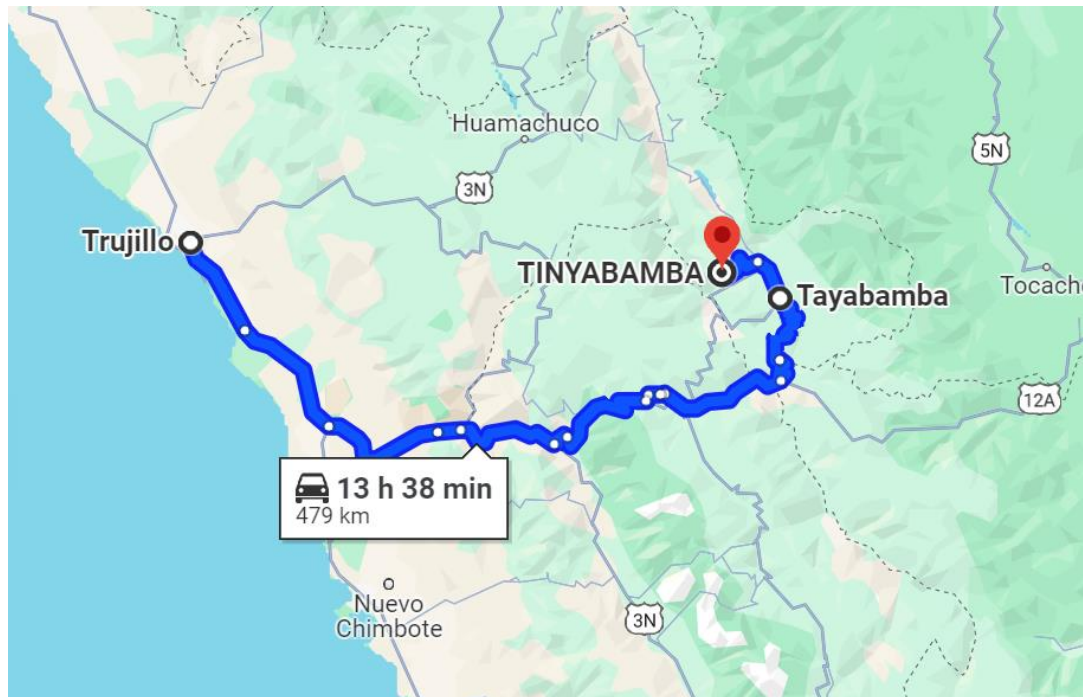 Huamachuco
5N
3N
Trujillo
TINYABAMBA
Tayabamba
Tocache
12A
13 h 38 min
479 km
Nuevo
Chimbote
3N